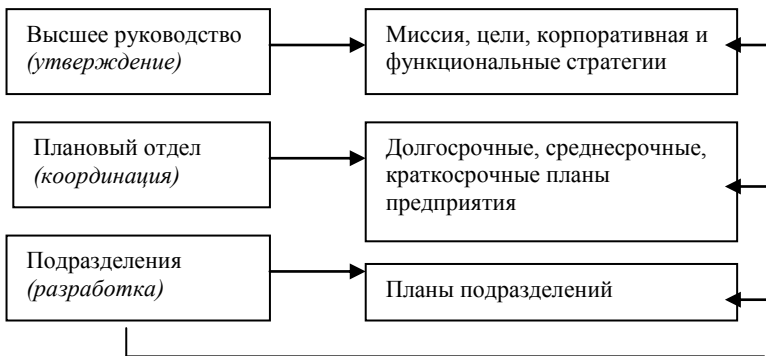 Высшее руководство
(утверждение)
Миссия, цели, корпоративная и
функциональные стратегии
Плановый отдел
(координация)
Долгосрочные, среднесрочные,
краткосрочные планы
предприятия
Подразделения
(разработка)
Планы подразделений